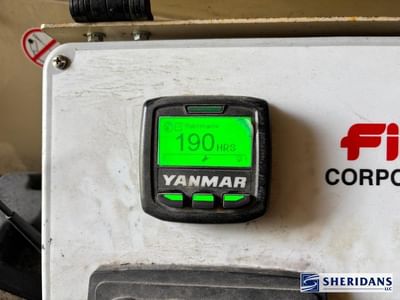 190 HRS
YANMAR
FI
CORPO
SHERIDANS
LLC